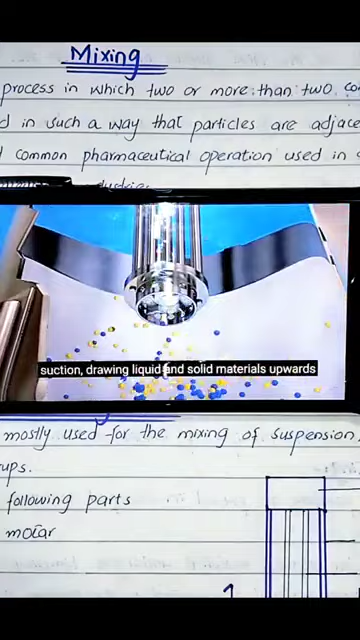 Mixing
process in which two or more than two
d in such a way that particles are adjace
common pharmaceutical operation used in
suction, drawing liquid and solid materials upwards
mostly used for the mixing of suspension,
ups.
following parts
motar